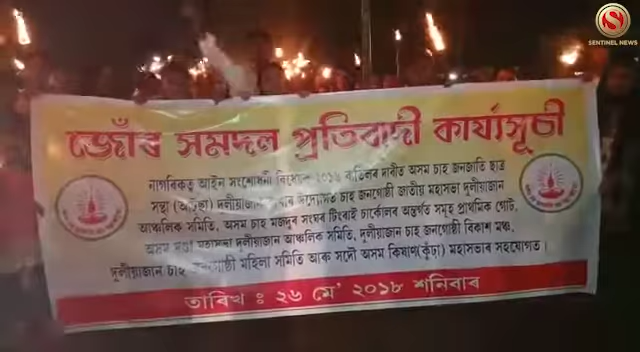 SENTINEL NEWS
জোঁৰ সমদল প্ৰতিবাদী কাৰ্য্যসূচী
নাগৰিকত্ব আইন সংশোধনী বিধেয়ক ২০১৬ বাতিলৰ দাবীত অসম চাহ জনজাতি ছাত্ৰ
সন্থা দুলীয়াজান জনগোষ্ঠী জাতীয় মহাসভা দুলীয়াজান
আঞ্চলিক সমিতি, অসম চাহ মজদুৰ সংঘৰ টিংৰাই চাৰ্কোলৰ অন্তৰ্গত সমূহ প্ৰাথমিক গোট,
অসম মহাসভা দুলীয়াজান আঞ্চলিক সমিতি, দুলীয়াজান চাহ জনগোষ্ঠী বিকাশ মঞ্চ,
দুলীয়াজান চাহ জনগোষ্ঠী মহিলা সমিতি আৰু সদৌ অসম কিষাণ মহাসভাৰ সহযোগত।
তাৰিখ : ২৬ মে' ২০১৮ শনিবাৰ